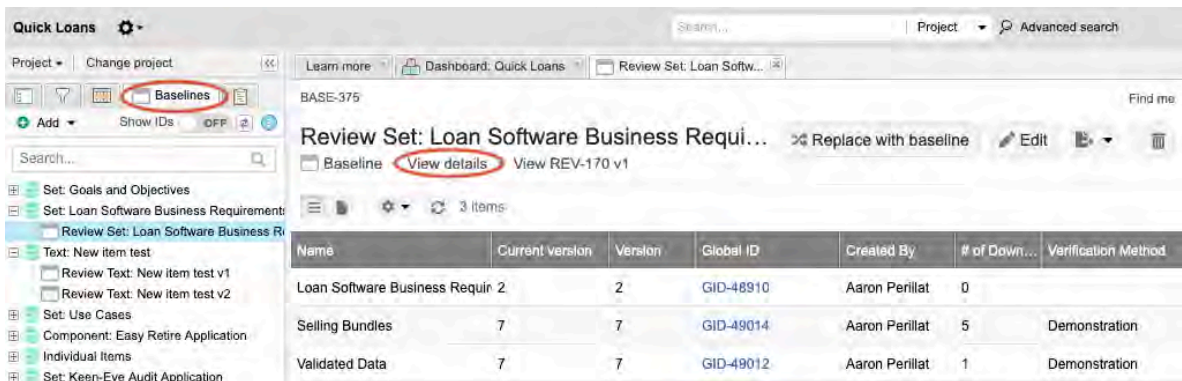 Quick Loans
Search...
Project
Advanced search
Project
Change project
Learn more
Dashboard: Quick Loans
Review Set: Loan Softw...
Baselines
BASE-375
Find me
Add
Show IDs
OFF
Search...
Review Set: Loan Software Business Requi...
Replace with baseline
Edit
Baseline
View details
View REV-170 v1
Set: Goals and Objectives
Set: Loan Software Business Requirements
Review Set: Loan Software Business Re
Text: New item test
Review Text: New item test v1
Review Text: New item test v2
Set: Use Cases
Component: Easy Retire Application
Individual Items
Set: Keen-Eye Audit Application
3 items
Name Current version Version Global ID Created By # of Down... Verification Method
Loan Software Business Requir 2 2 GID-48910 Aaron Perillat 0
Selling Bundles 7 7 GID-49014 Aaron Perillat 5 Demonstration
Validated Data 7 7 GID-49012 Aaron Perillat 1 Demonstration